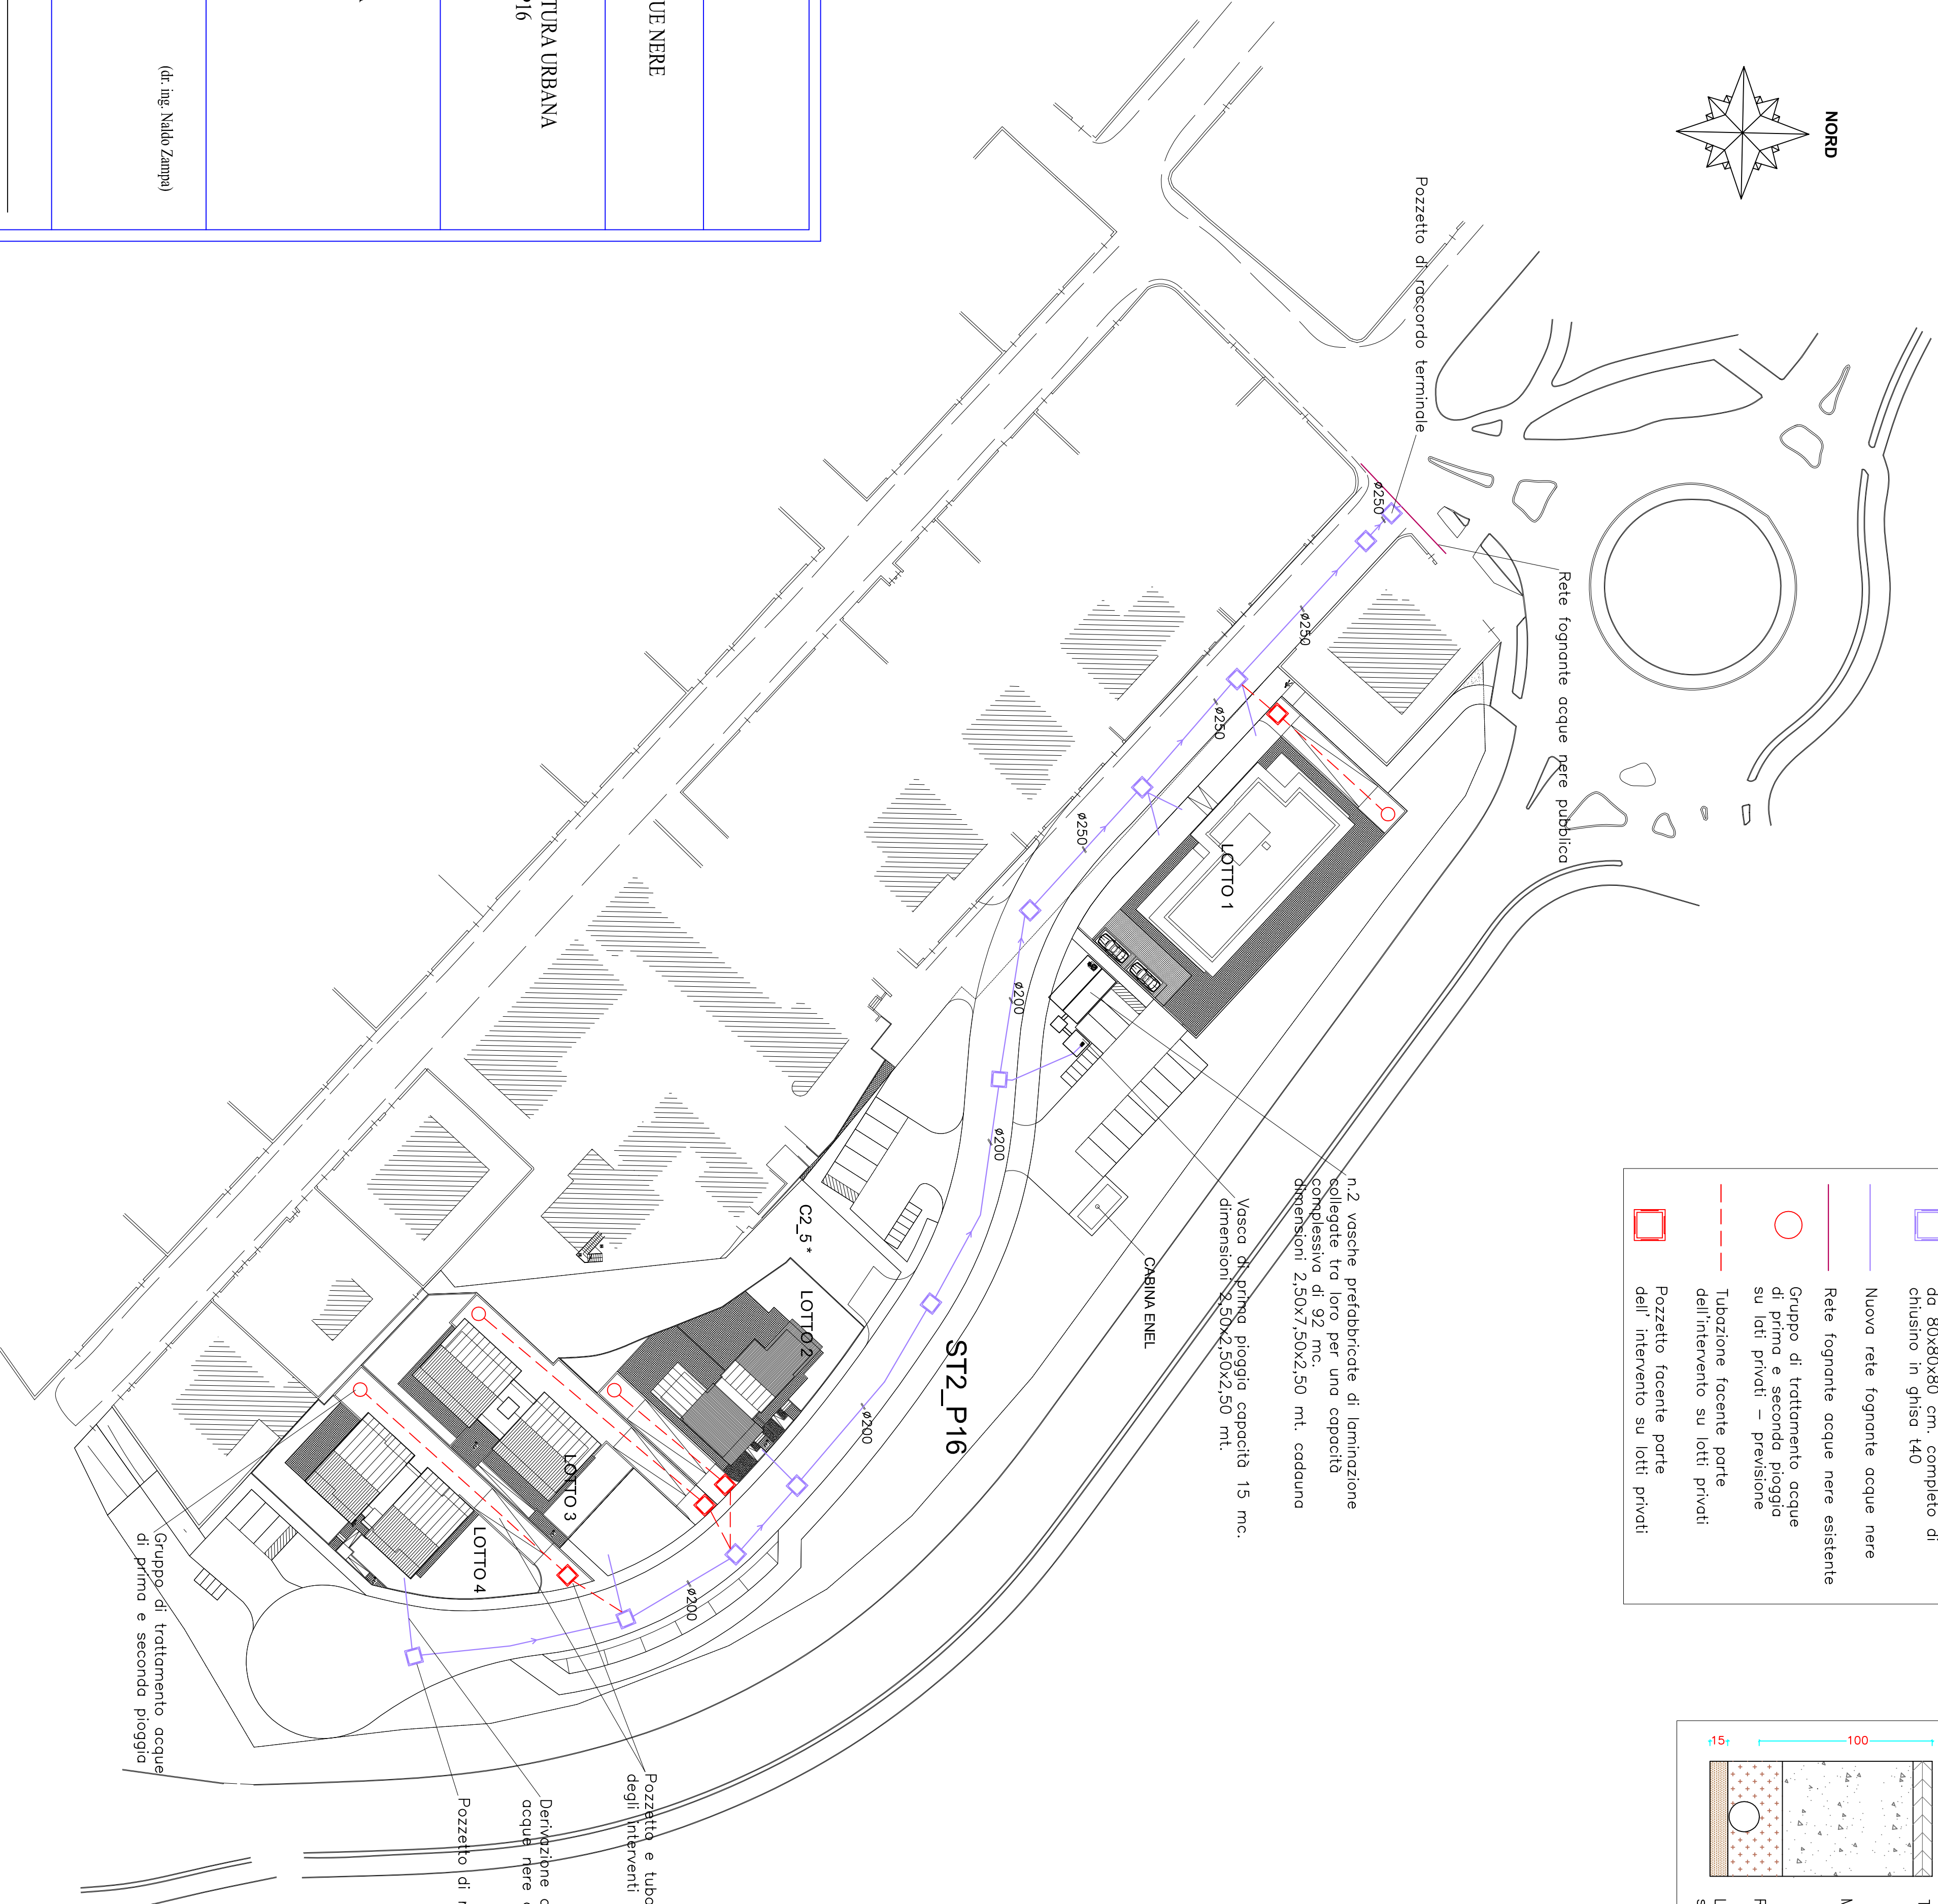 NORD
UE NERE
TURA URBANA
P16
(dr. ing. Naldo Zampa)
Pozzetto di raccordo terminale
Rete fognante acque nere pubblica
ø250
ø250
ø250
ø250
ø200
ø200
ø200
ø200
LOTTO 1
n.2 vasche prefabbricate di laminazione
collegate tra loro per una capacità
complessiva di 92 mc.
dimensioni 2,50x7,50x2,50 mt. cadauna
Vasca di prima pioggia capacità 15 mc.
dimensioni 2,50x2,50x2,50 mt.
CABINA ENEL
C2_5 *
LOTTO 2
ST2_P16
LOTTO 3
LOTTO 4
Gruppo di trattamento acque
di prima e seconda pioggia
Pozzetto e tubo
degli interventi
Derivazione
acque nere
Pozzetto di
da 80x80x80 cm. completo di
chiusino in ghisa t40
Nuova rete fognante acque nere
Rete fognante acque nere esistente
Gruppo di trattamento acque
di prima e seconda pioggia
su lati privati – previsione
Tubazione facente parte
dell'intervento su lotti privati
Pozzetto facente parte
dell' intervento su lotti privati
15
100